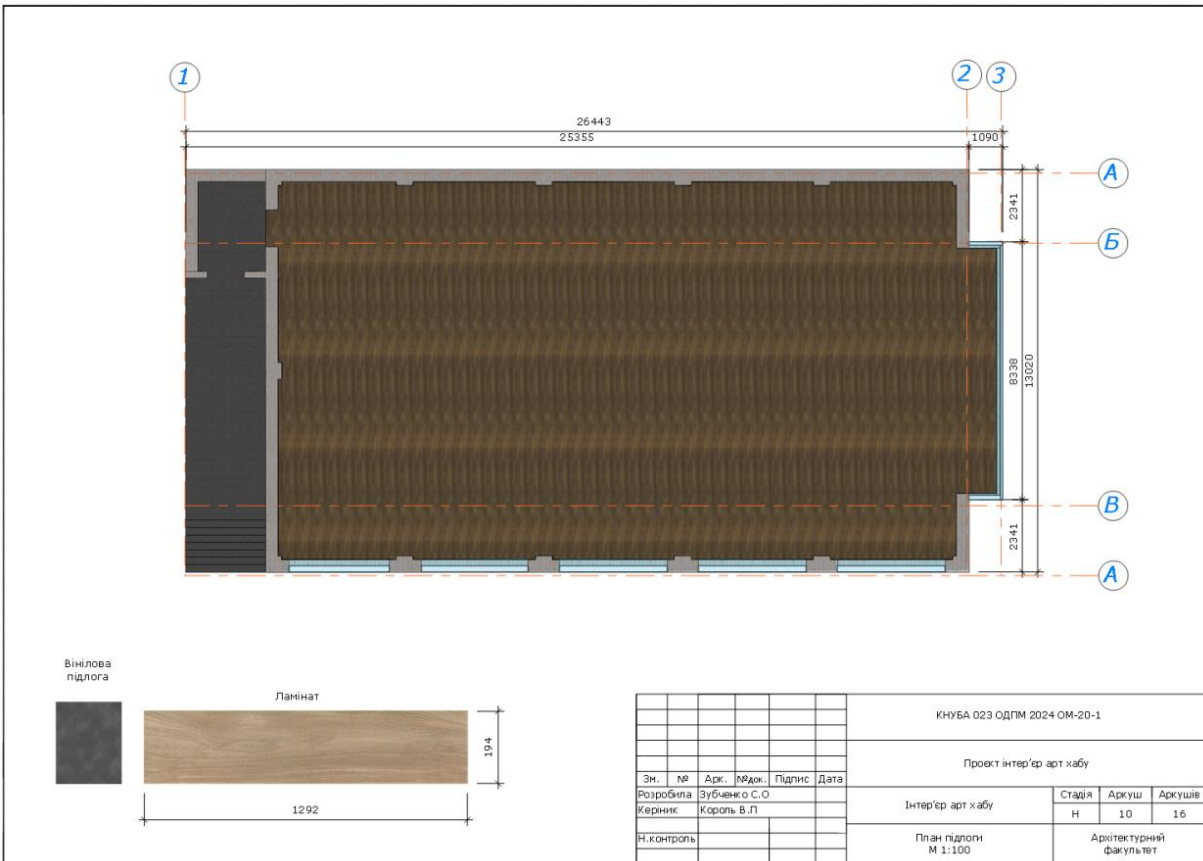 1
2
3
26443
25355
1090
А
2341
Б
8338
13020
В
2341
А
Вінілова
підлога
Ламінат
194
1292
КНУБА 023 ОДПМ 2024 ОМ-20-1
Проєкт інтер'єр арт хабу
Зм.
№
Арк.
№док.
Підпис
Дата
Розробила
Зубченко С.О
Керіник
Король В.П
Н.контроль
Інтер'єр арт хабу
Стадія
Аркуш
Аркушів
Н
10
16
План підлоги
М 1:100
Архітектурний
факультет